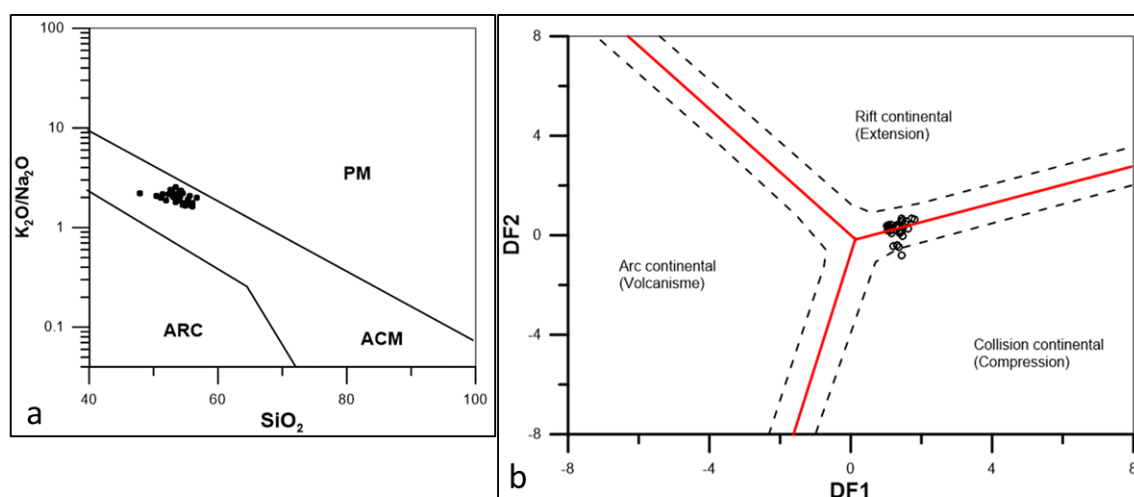 100
10
1
0.1
K₂O/Na₂O
PM
ARC
ACM
40
60
80
100
SiO₂
a
8
4
0
-4
-8
DF2
Rift continental
(Extension)
Arc continental
(Volcanisme)
Collision continental
(Compression)
-8
-4
0
4
8
DF1
b